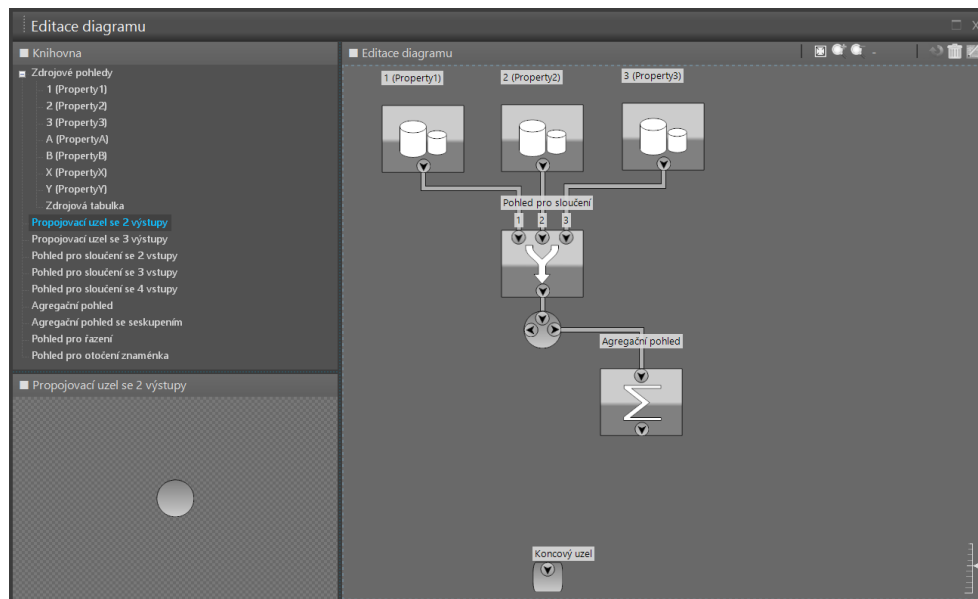 Editace diagramu
Knihovna
Zdrojové pohledy
1 (Property1)
2 (Property2)
3 (Property3)
A (PropertyA)
B (PropertyB)
X (PropertyX)
Y (PropertyY)
Zdrojová tabulka
Propojovací uzel se 2 výstupy
Propojovací uzel se 3 výstupy
Pohled pro sloučení se 2 vstupy
Pohled pro sloučení se 3 vstupy
Pohled pro sloučení se 4 vstupy
Agregační pohled
Agregační pohled se seskupením
Pohled pro řazení
Pohled pro otočení znaménka
Propojovací uzel se 2 výstupy
Editace diagramu
1 (Property1)
2 (Property2)
3 (Property3)
Pohled pro sloučení
1 2 3
Agregační pohled
Koncový uzel